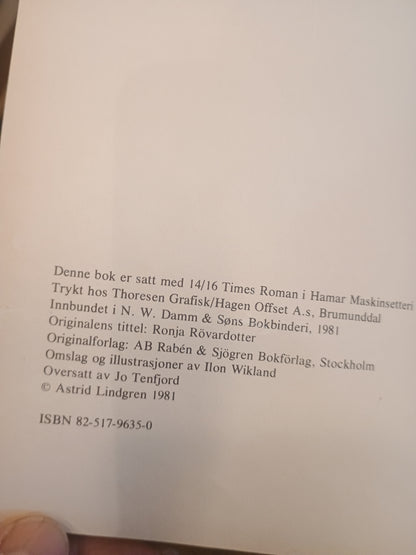 Denne bok er satt med 14/16 Times Roman i Hamar Maskinsetteri
Trykt hos Thoresen Grafisk/Hagen Offset A.s, Brumunddal
Innbundet i N. W. Damm & Søns Bokbinderi, 1981
Originalens tittel: Ronja Rövardotter
Originalforlag: AB Rabén & Sjögren Bokförlag, Stockholm
Omslag og illustrasjoner av Ilon Wikland
Oversatt av Jo Tenfjord
© Astrid Lindgren 1981
ISBN 82-517-9635-0